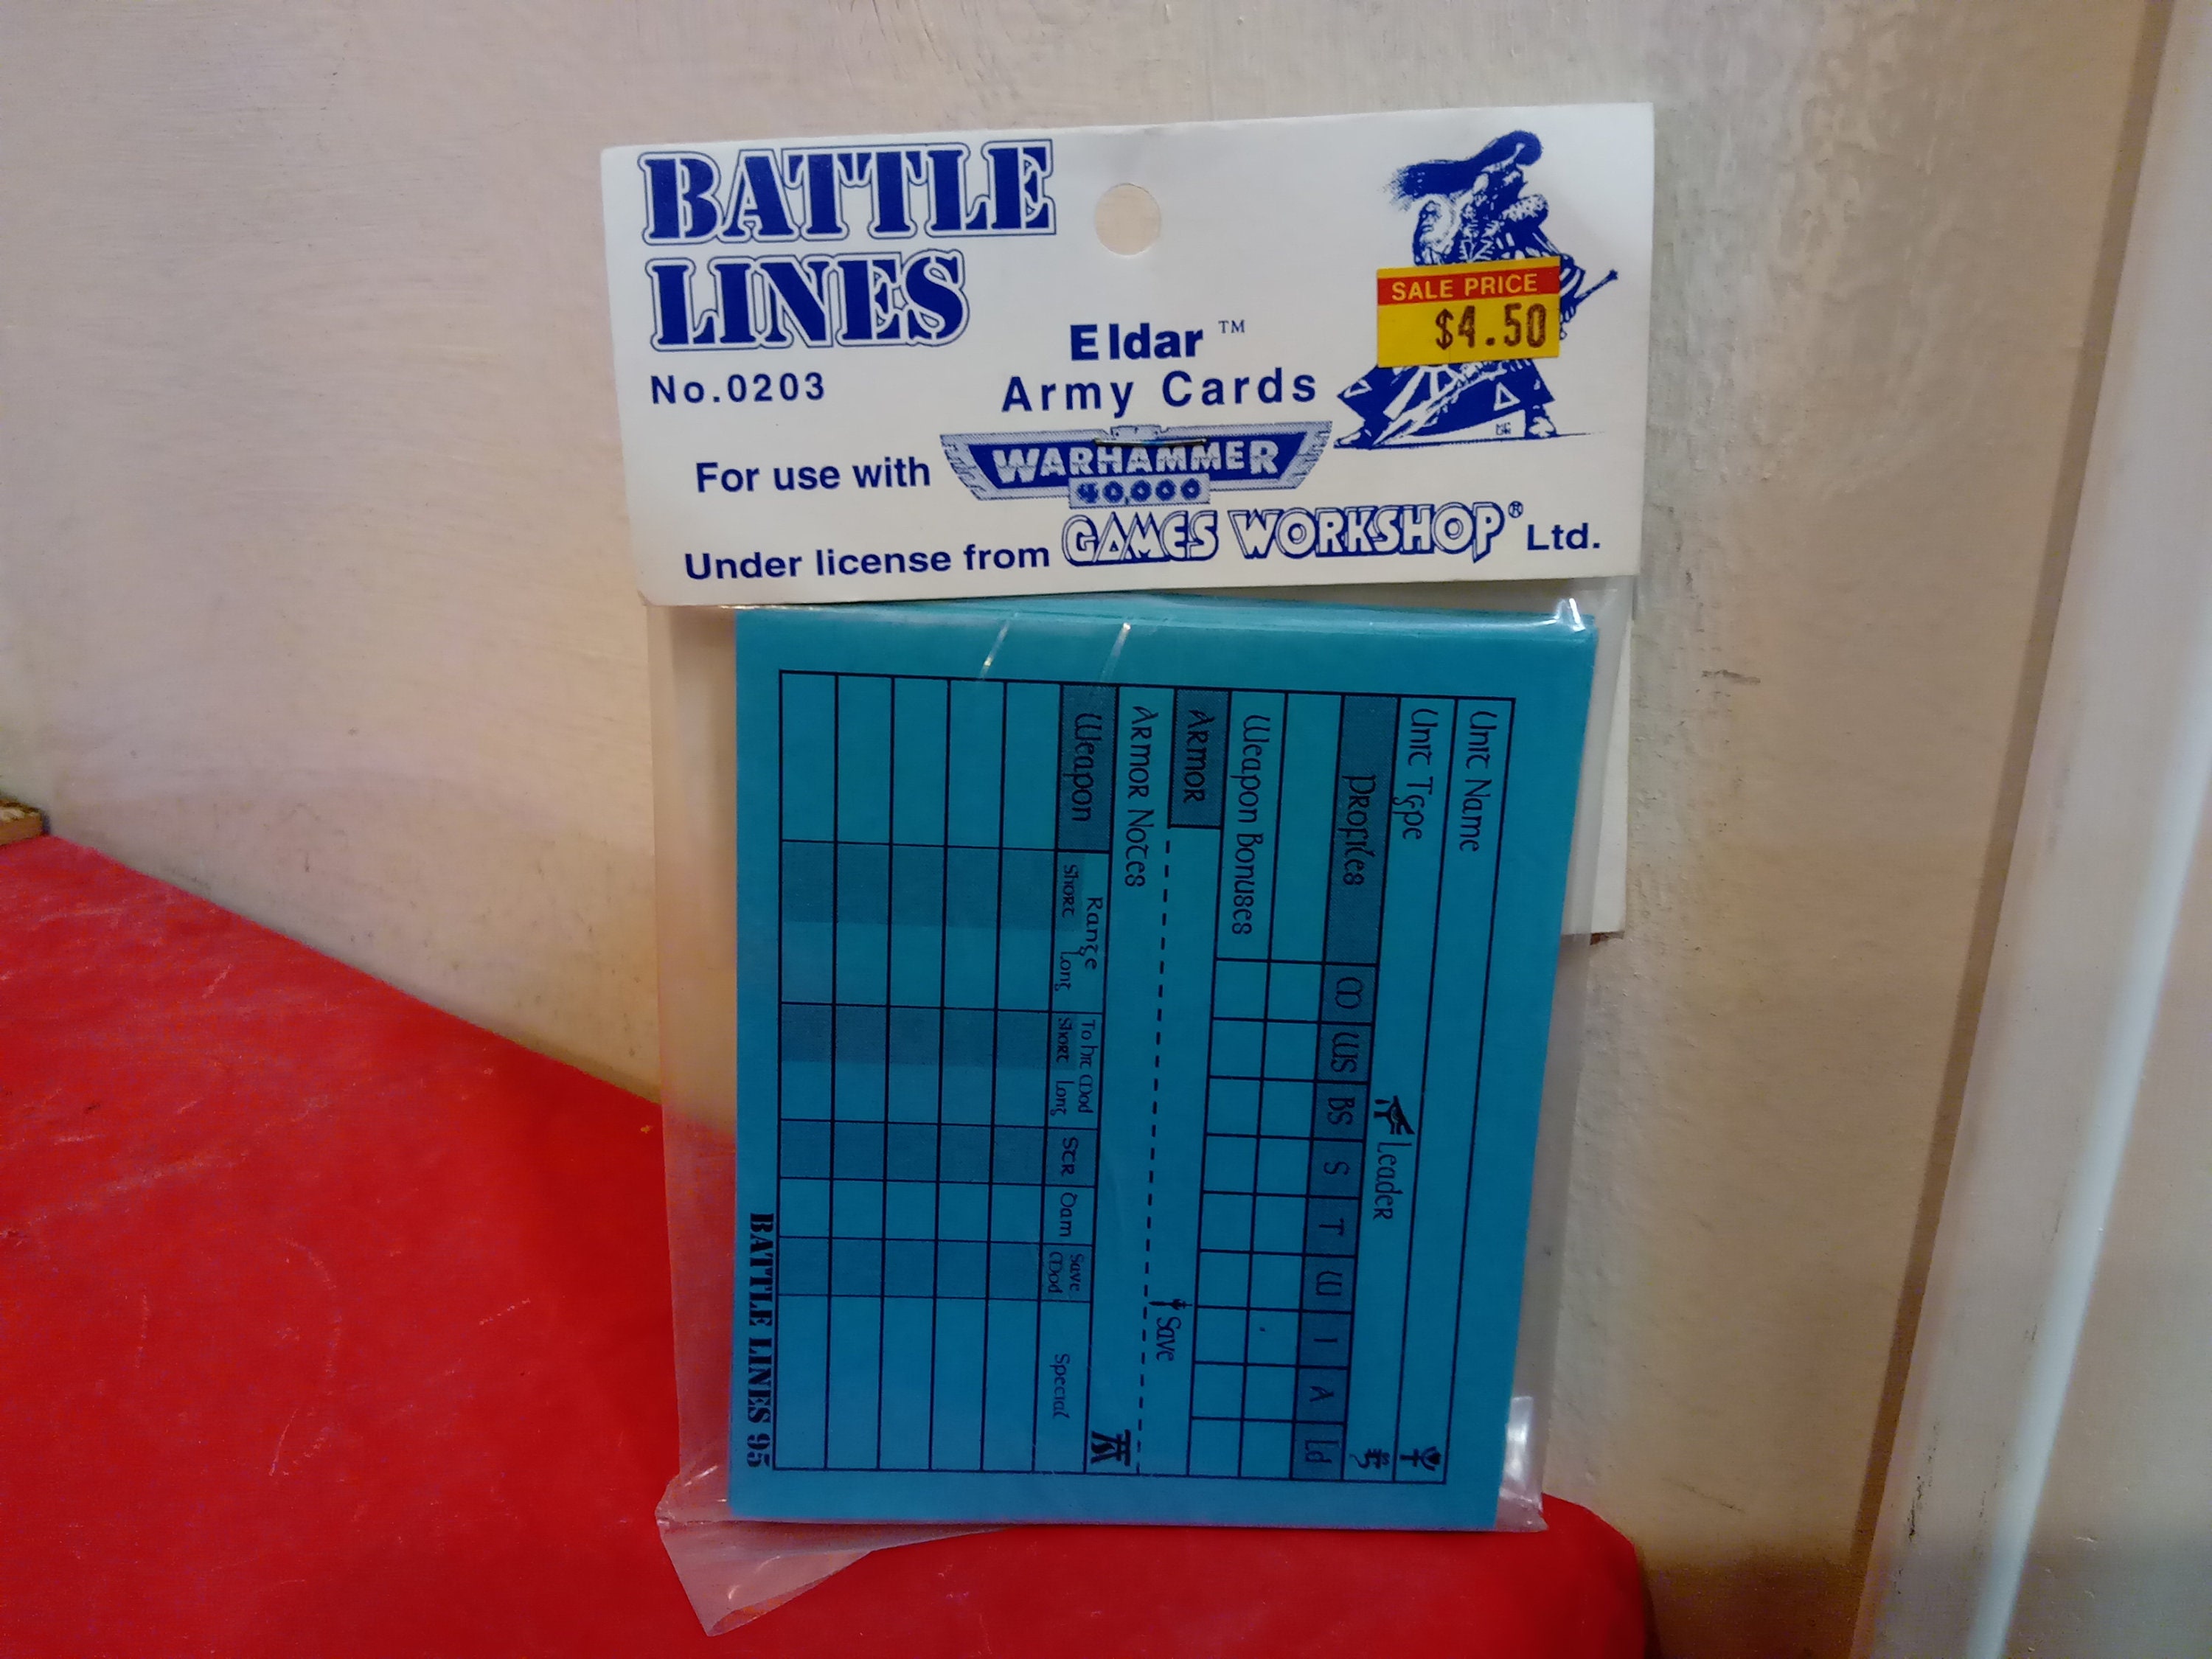 BATTLE
LINES
No.0203
SALE PRICE
$4.50
Eldar ™
Army Cards
For use with WARHAMMER
40,000
Under license from GAMES WORKSHOP® Ltd.
Unit Name
Unit Type Leader
Profiles M WS BS S T W I A Ld
Weapon Bonuses
Armor Save
Armor Notes
Weapon Range To hit Mod Str Dam Save Mod Special
Short Long Short Long
BATTLE LINES 95